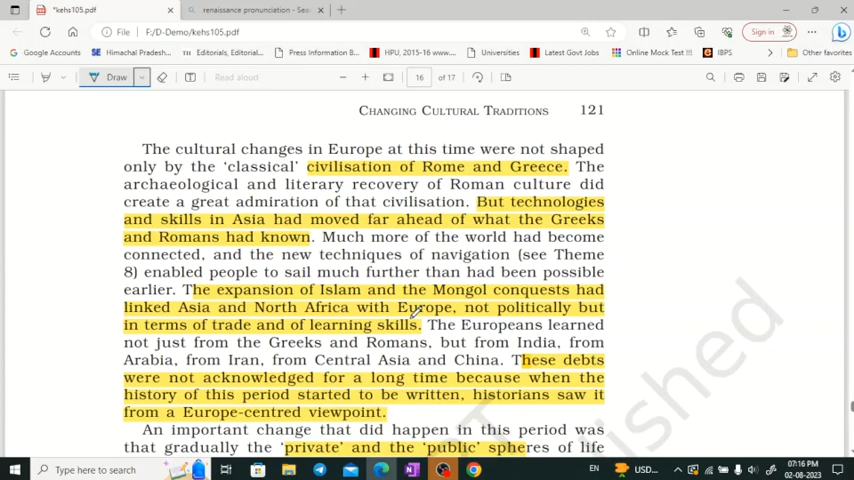 *kehs105.pdf
renaissance pronunciation - Sea
File
F:/D-Demo/kehs105.pdf
Sign in
Google Accounts
Himachal Pradesh...
Editorials, Editorial...
Press Information B...
HPU, 2015-16 www....
Universities
Latest Govt Jobs
Online Mock Test !!!
IBPS
Other favorites
Draw
Read aloud
16 of 17
CHANGING CULTURAL TRADITIONS 121
The cultural changes in Europe at this time were not shaped
only by the ‘classical’ civilisation of Rome and Greece. The
archaeological and literary recovery of Roman culture did
create a great admiration of that civilisation. But technologies
and skills in Asia had moved far ahead of what the Greeks
and Romans had known. Much more of the world had become
connected, and the new techniques of navigation (see Theme
8) enabled people to sail much further than had been possible
earlier. The expansion of Islam and the Mongol conquests had
linked Asia and North Africa with Europe, not politically but
in terms of trade and of learning skills. The Europeans learned
not just from the Greeks and Romans, but from India, from
Arabia, from Iran, from Central Asia and China. These debts
were not acknowledged for a long time because when the
history of this period started to be written, historians saw it
from a Europe-centred viewpoint.
An important change that did happen in this period was
that gradually the ‘private’ and the ‘public’ spheres of life
Type here to search
EN
USD...
07:16 PM
02-08-2023